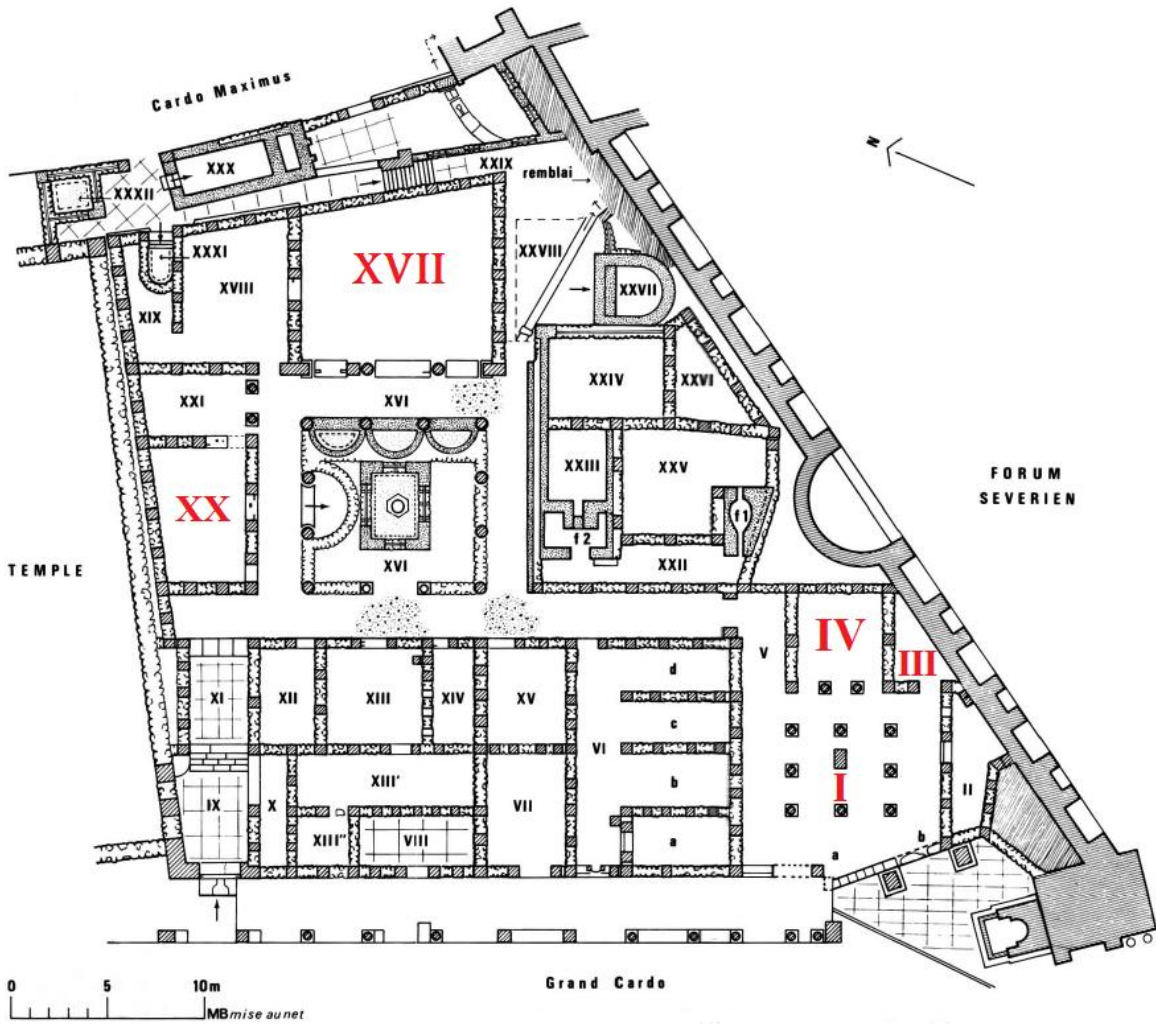 Cardo Maximus
N
XXX
XXIX
remblai
XXXII
XXXI
XVIII
XVII
XXVIII
XXVII
XIX
XXIV
XXVI
XXI
XVI
XXIII
XXV
FORUM
SEVERIEN
XX
f1
f2
TEMPLE
XVI
XXII
IV
III
V
XI
XII
XIII
XIV
XV
d
c
VI
IX
X
XIII'
VII
b
I
II
XIII"
VIII
a
a
b
0 5 10m
MB mise au net
Grand Cardo